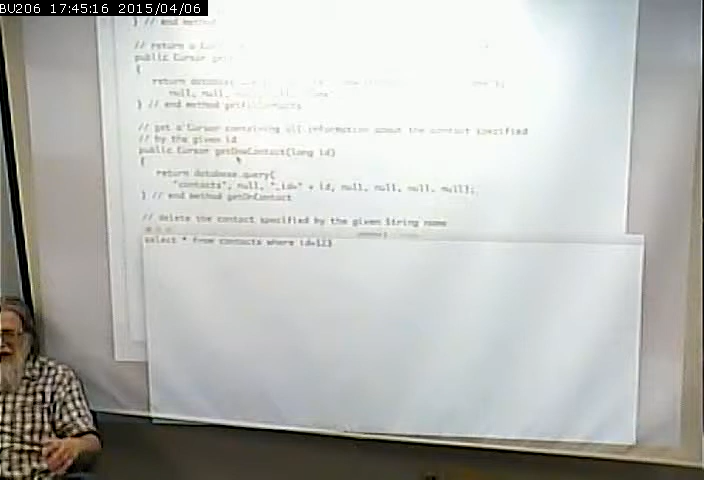 BU206 17:45:16 2015/04/06
} // end method
// return a
public Cursor
{
return
null, null,
} // end method getAllContacts
// get a Cursor containing all information about the contact specified
// by the given id
public Cursor getOneContact(long id)
{
return database.query(
"contacts", null, "_id=" + id, null, null, null, null);
} // end method getOnContact
// delete the contact specified by the given String name
select * from contacts where id=123